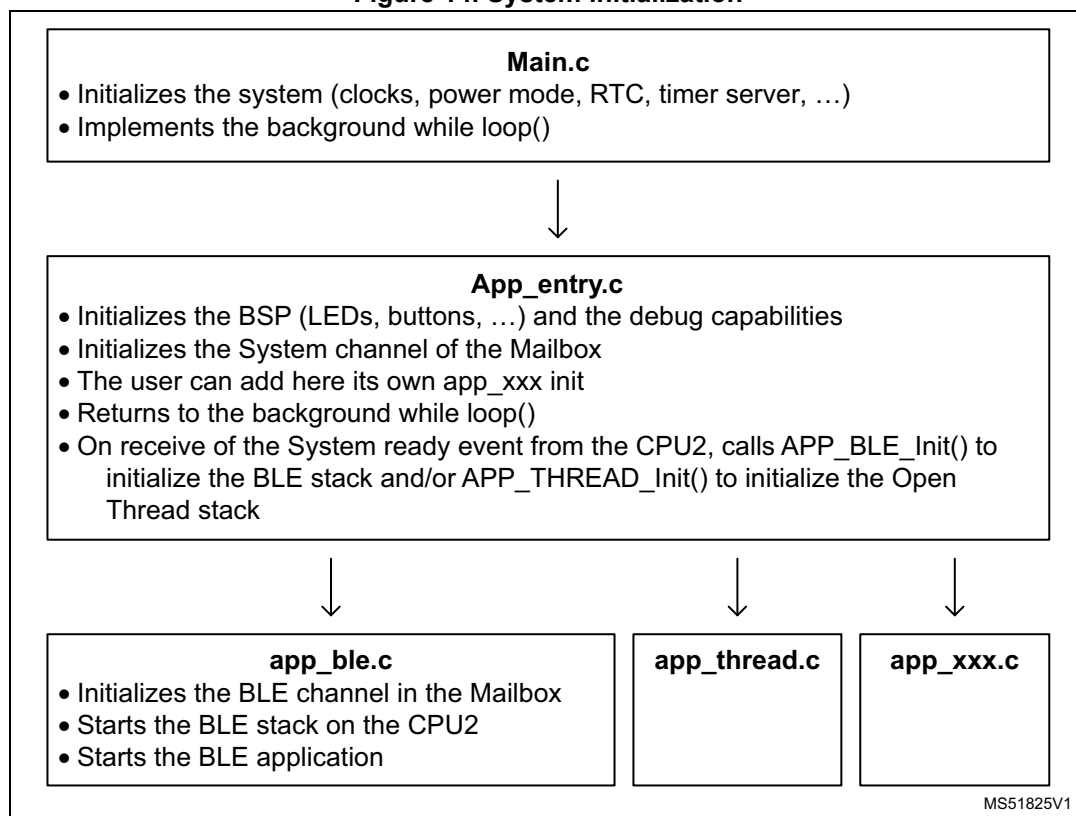 Figure System initialization
Main.c
• Initializes the system (clocks, power mode, RTC, timer server, …)
• Implements the background while loop()
App_entry.c
• Initializes the BSP (LEDs, buttons, …) and the debug capabilities
• Initializes the System channel of the Mailbox
• The user can add here its own app_xxx init
• Returns to the background while loop()
• On receive of the System ready event from the CPU2, calls APP_BLE_Init() to
initialize the BLE stack and/or APP_THREAD_Init() to initialize the Open
Thread stack
app_ble.c
• Initializes the BLE channel in the Mailbox
• Starts the BLE stack on the CPU2
• Starts the BLE application
app_thread.c
app_xxx.c
MS51825V1